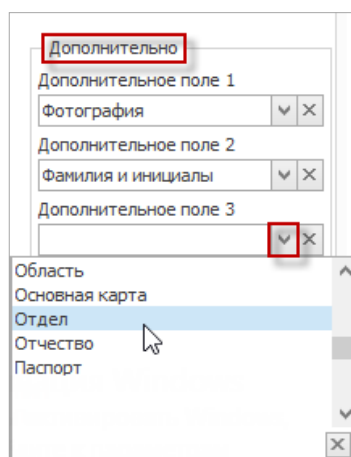 Дополнительно
Дополнительное поле 1
Фотография
Дополнительное поле 2
Фамилия и инициалы
Дополнительное поле 3
Область
Основная карта
Отдел
Отчество
Паспорт